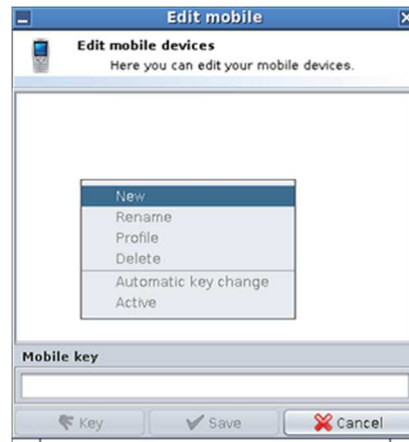 Edit mobile
Edit mobile devices
Here you can edit your mobile devices.
New
Rename
Profile
Delete
Automatic key change
Active
Mobile key
Key
Save
Cancel